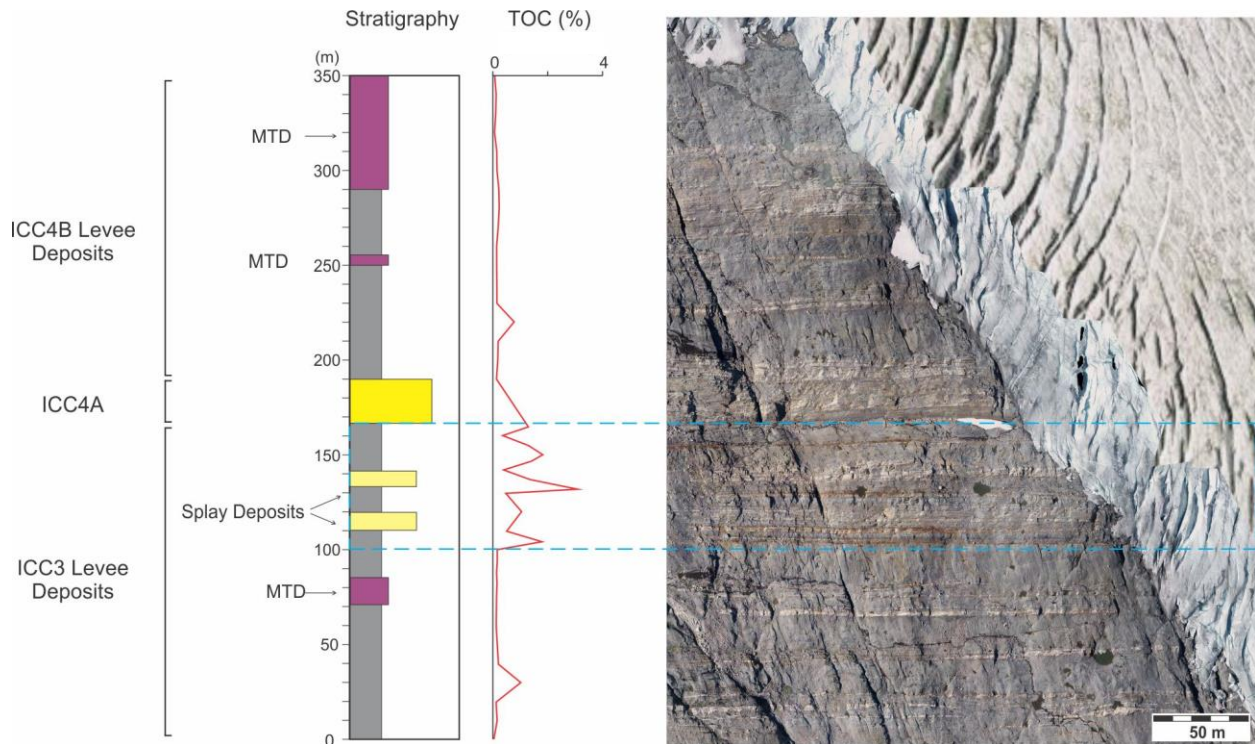 Stratigraphy
TOC (%)
(m)
0 4
350
MTD
300
ICC4B Levee
Deposits
MTD
250
200
ICC4A
150
Splay Deposits
100
ICC3 Levee
Deposits
MTD
50
0
50 m